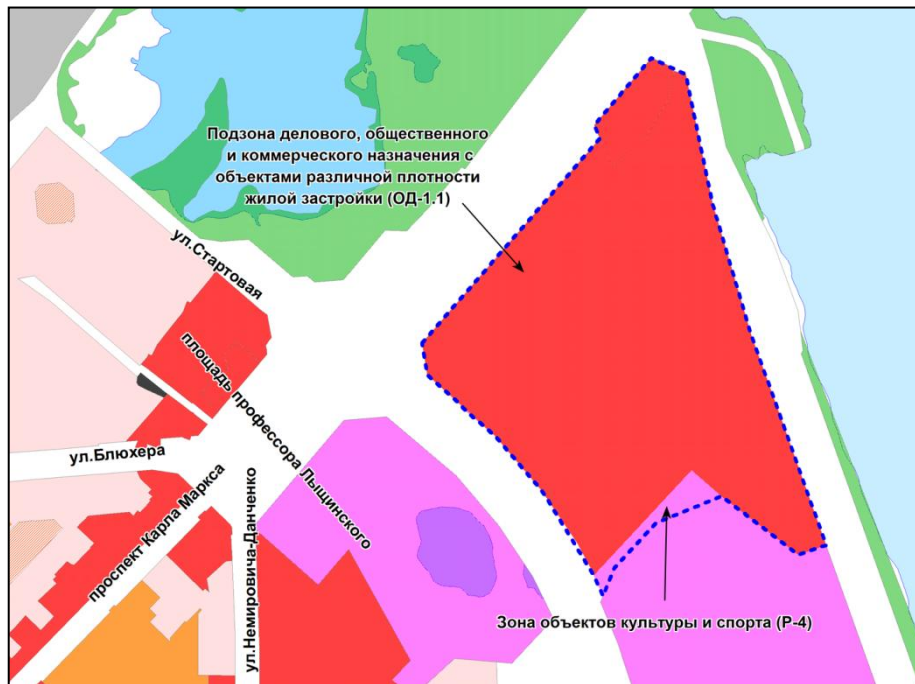 Подзона делового, общественного
и коммерческого назначения с
объектами различной плотности
жилой застройки (ОД-1.1)
ул.Стартовая
площадь профессора Лыщинского
ул.Блюхера
проспект Карла Маркса
ул.Немировича-Данченко
Зона объектов культуры и спорта (Р-4)